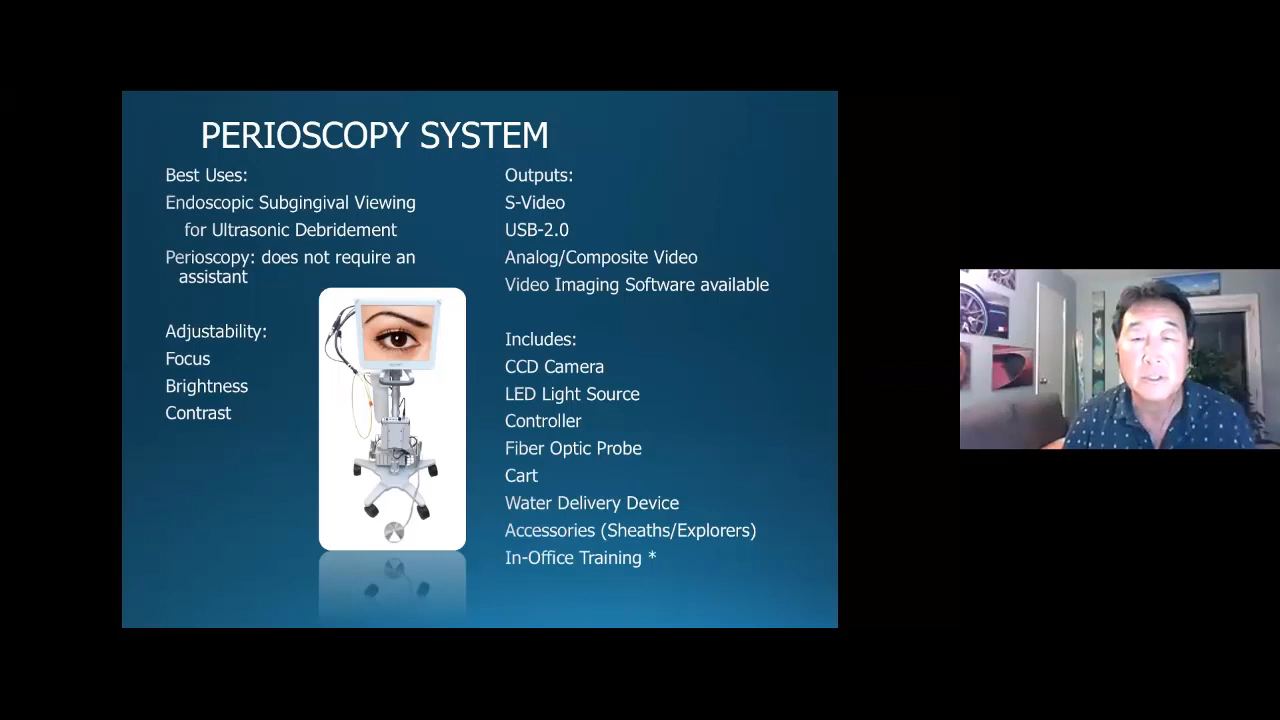 PERIOSCOPY SYSTEM
Best Uses:
Endoscopic Subgingival Viewing
for Ultrasonic Debridement
Perioscopy: does not require an
assistant
Adjustability:
Focus
Brightness
Contrast
Outputs:
S-Video
USB-2.0
Analog/Composite Video
Video Imaging Software available
Includes:
CCD Camera
LED Light Source
Controller
Fiber Optic Probe
Cart
Water Delivery Device
Accessories (Sheaths/Explorers)
In-Office Training *